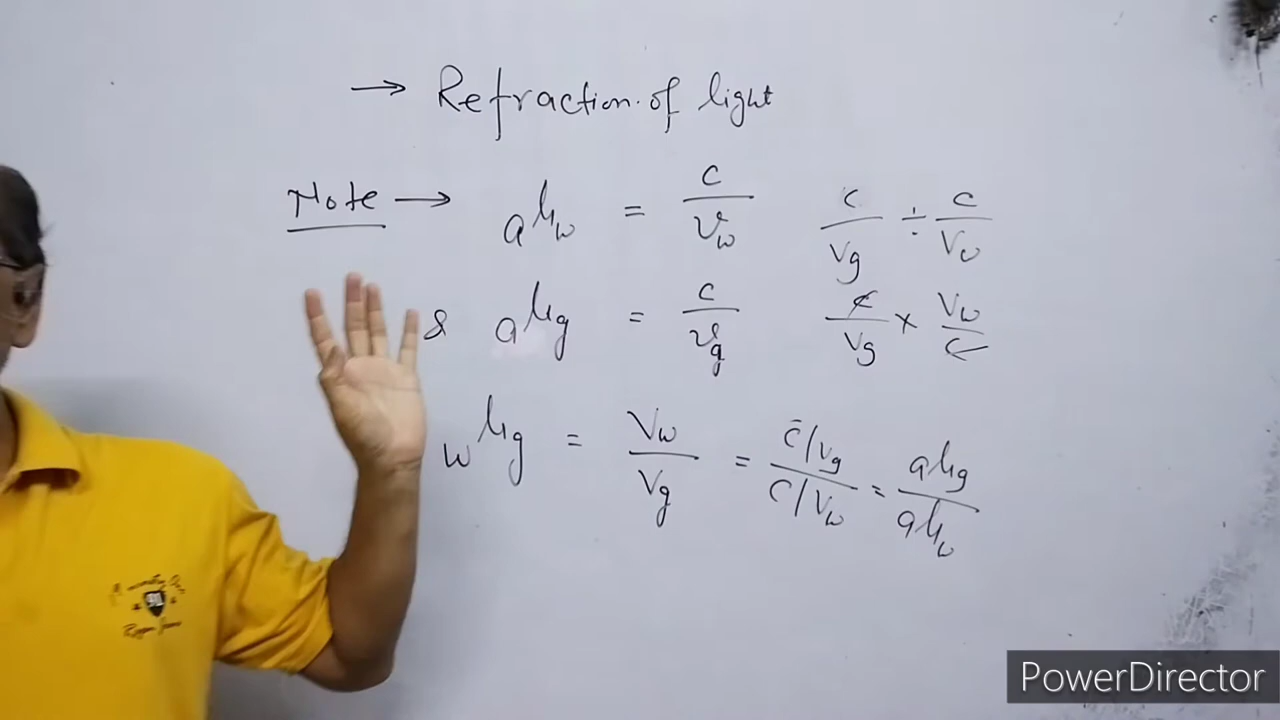 → Refraction of light
Note → aμw = c/vw
c/vg ÷ c/vw
& aμg = c/vg
c/vg × vw/c
wμg = vw/vg = c/vg / c/vw = aμg/aμw
PowerDirector